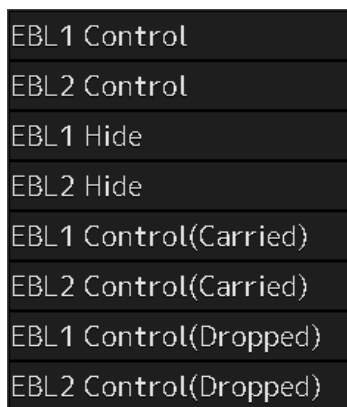 EBL1 Control
EBL2 Control
EBL1 Hide
EBL2 Hide
EBL1 Control(Carried)
EBL2 Control(Carried)
EBL1 Control(Dropped)
EBL2 Control(Dropped)